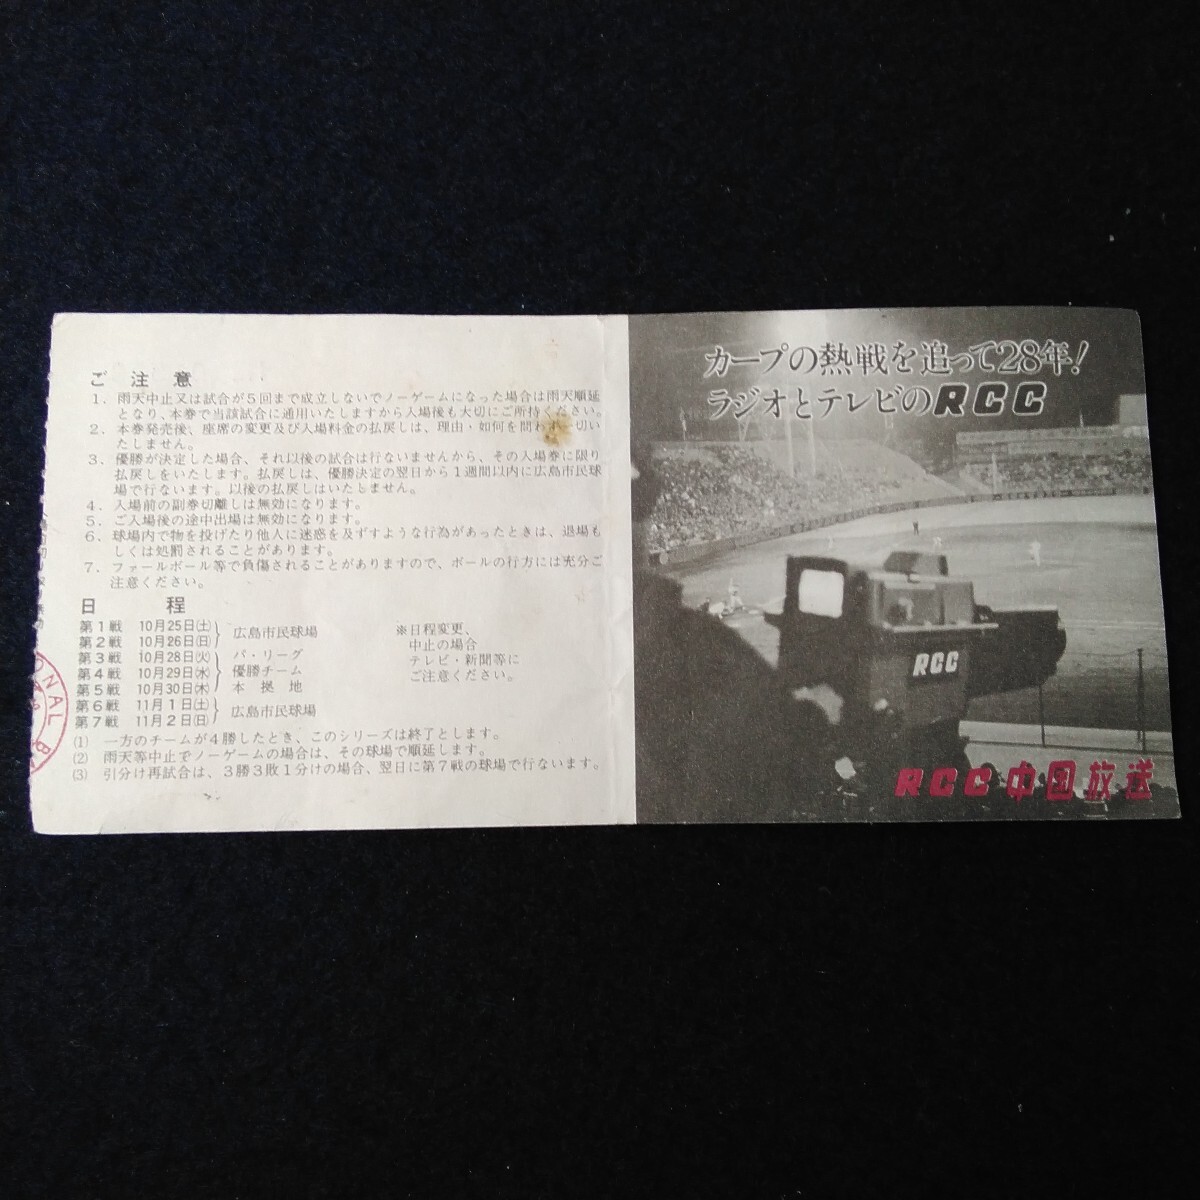 ご注意
1. 雨天中止又は試合が5回まで成立しないでノーゲームになった場合は雨天順延
となり、本券で当該試合に通用いたしますから入場後も大切にご所持ください。
2. 本券発売後、座席の変更及び入場料金の払戻しは、理由・如何を問わず一切い
たしません。
3. 優勝が決定した場合、それ以後の試合は行ないませんから、その入場券に限り
払戻しをいたします。払戻しは、優勝決定の翌日から1週間以内に広島市民球
場で行ないます。以後の払戻しはいたしません。
4. 入場前の副券切離しは無効になります。
5. ご入場後の途中出場は無効になります。
6. 球場内で物を投げたり他人に迷惑を及ずすような行為があったときは、退場も
しくは処罰されることがあります。
7. ファールボール等で負傷されることがありますので、ボールの行方には充分ご
注意ください。
日程
第1戦 10月25日(土)
第2戦 10月26日(日)
広島市民球場
第3戦 10月28日(火)
第4戦 10月29日(水)
第5戦 10月30日(木)
パ・リーグ
優勝チーム
本拠地
第6戦 11月1日(土)
第7戦 11月2日(日)
広島市民球場
※日程変更、
中止の場合
テレビ・新聞等に
ご注意ください。
(1) 一方のチームが4勝したとき、このシリーズは終了とします。
(2) 雨天等中止でノーゲームの場合は、その球場で順延します。
(3) 引分け再試合は、3勝3敗1分けの場合、翌日に第7戦の球場で行ないます。
カープの熱戦を追って28年!
ラジオとテレビのRCC
RCC
RCC中国放送